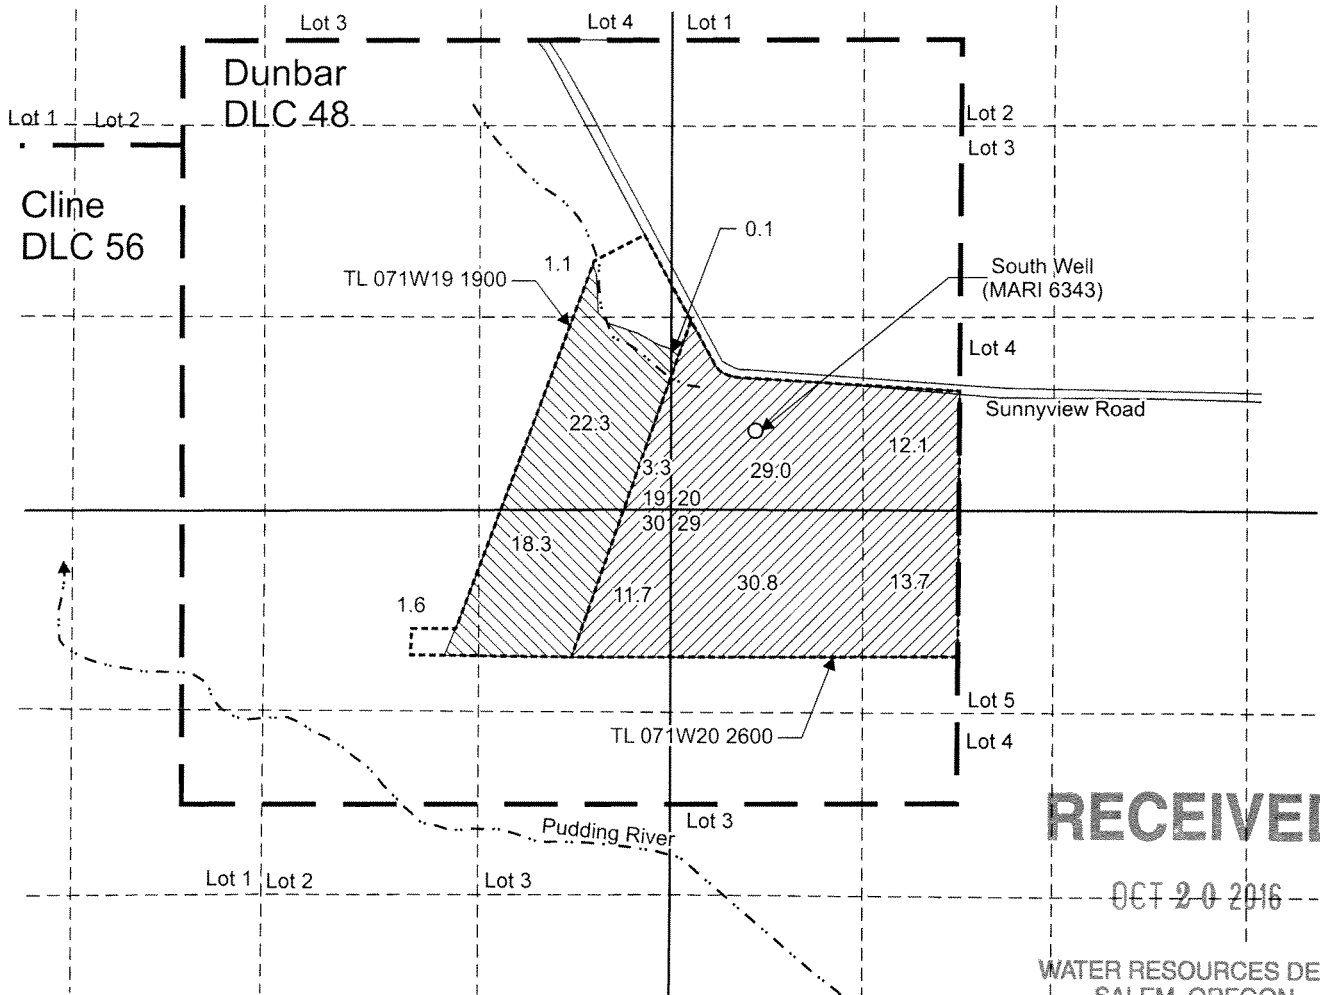 Lot 3
Lot 4
Lot 1
Dunbar
DLC 48
Lot 1
Lot 2
Lot 2
Lot 3
Cline
DLC 56
0.1
1.1
TL 071W19 1900
South Well
(MARI 6343)
Lot 4
Sunnyview Road
22.3
12.1
3.3
29.0
19
20
30
29
18.3
11.7
30.8
13.7
1.6
Lot 5
TL 071W20 2600
Lot 4
RECEIVED
Pudding River
Lot 3
Lot 1
Lot 2
Lot 3
OCT 20 2016
WATER RESOURCES DE
SALEM, OREGON